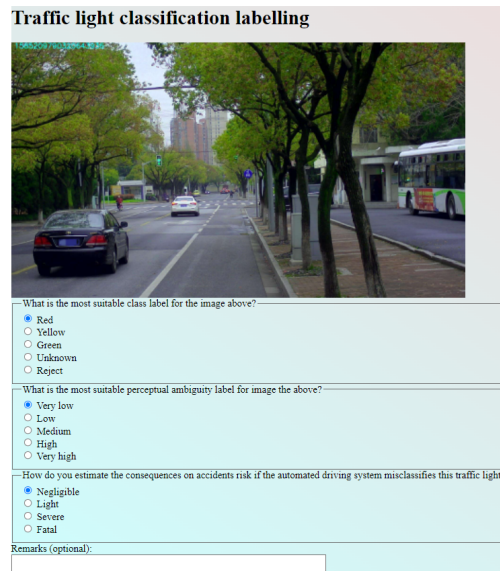 Traffic light classification labelling
What is the most suitable class label for the image above?
Red
Yellow
Green
Unknown
Reject
What is the most suitable perceptual ambiguity label for image the above?
Very low
Low
Medium
High
Very high
How do you estimate the consequences on accidents risk if the automated driving system misclassifies this traffic light
Negligible
Light
Severe
Fatal
Remarks (optional):